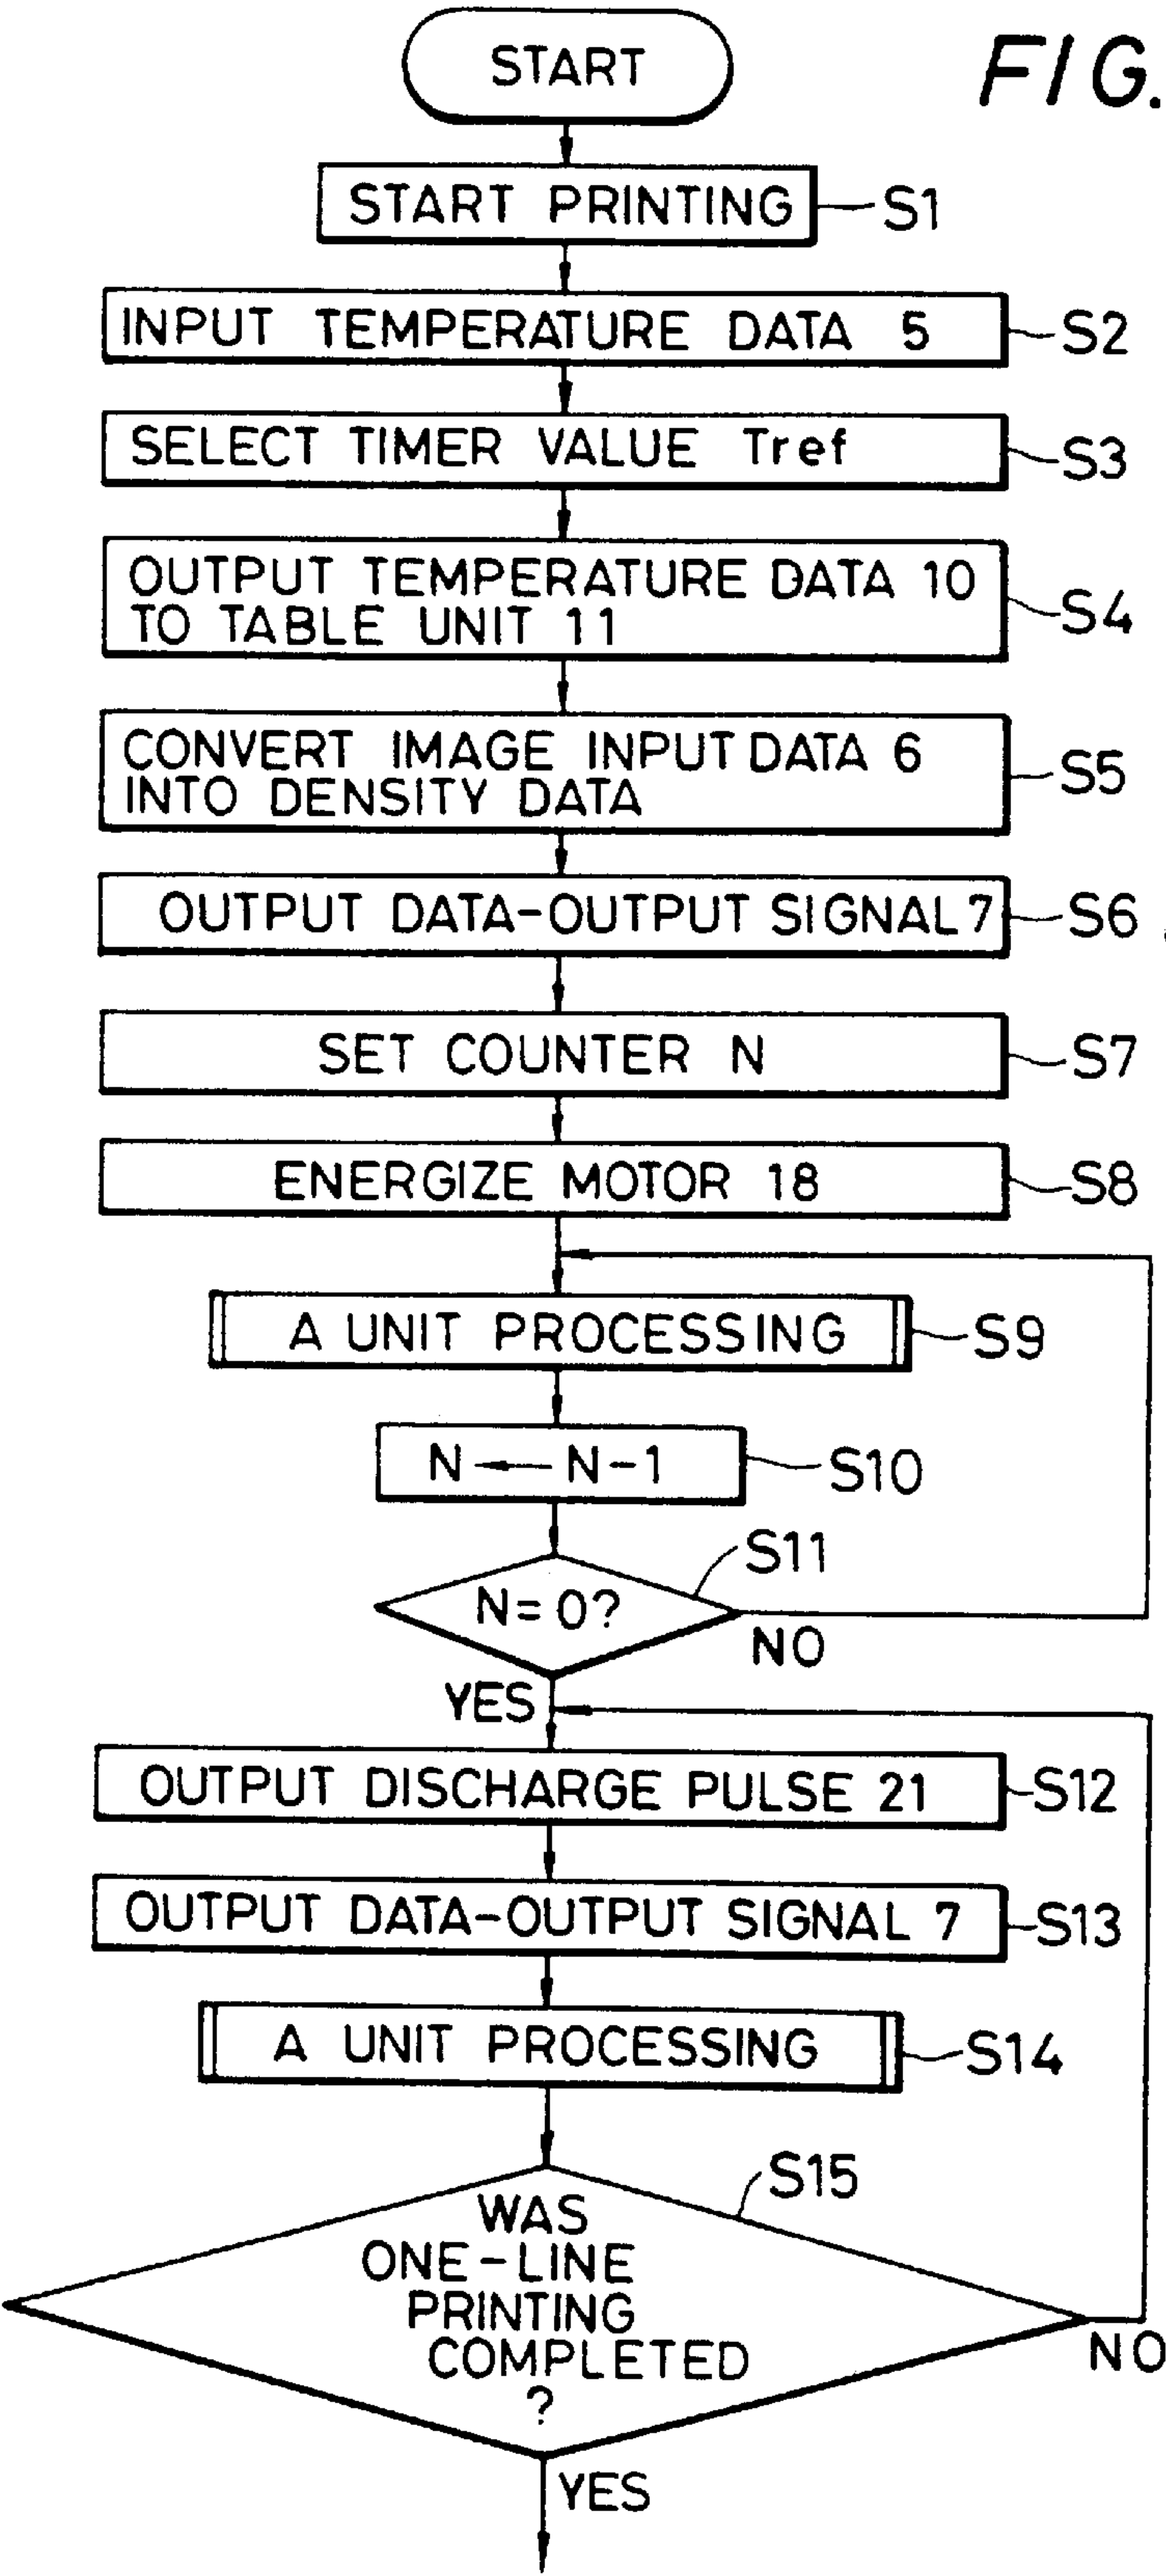 START
FIG.
START PRINTING
S1
INPUT TEMPERATURE DATA 5
S2
SELECT TIMER VALUE Tref
S3
OUTPUT TEMPERATURE DATA 10
TO TABLE UNIT 11
S4
CONVERT IMAGE INPUT DATA 6
INTO DENSITY DATA
S5
OUTPUT DATA-OUTPUT SIGNAL 7
S6
SET COUNTER N
S7
ENERGIZE MOTOR 18
S8
A UNIT PROCESSING
S9
N ← N-1
S10
S11
N=0?
NO
YES
OUTPUT DISCHARGE PULSE 21
S12
OUTPUT DATA-OUTPUT SIGNAL 7
S13
A UNIT PROCESSING
S14
S15
WAS
ONE-LINE
PRINTING
COMPLETED
?
NO
YES